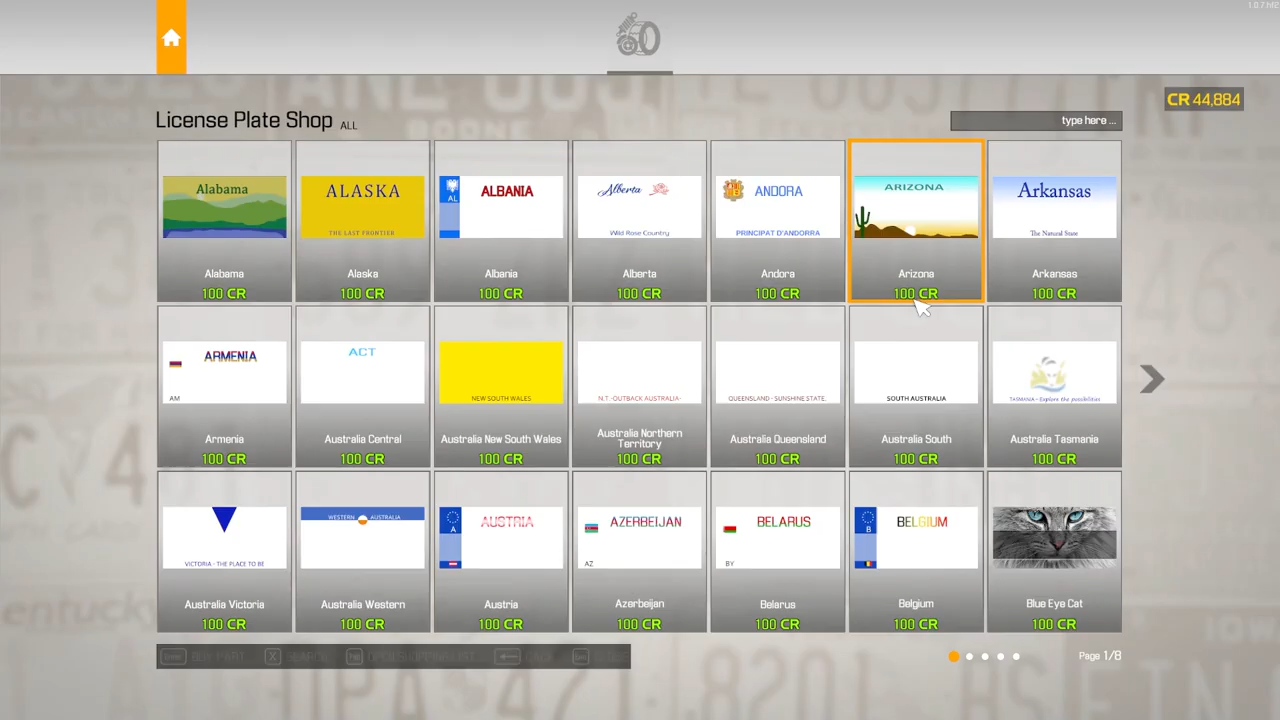 1.0.7.hf2
CR 44,884
License Plate Shop ALL
type here ...
Alabama
ALASKA
THE LAST FRONTIER
AL
ALBANIA
Alberta
Wild Rose Country
ANDORA
PRINCIPAT D'ANDORRA
ARIZONA
Arkansas
The Natural State
Alabama
Alaska
Albania
Alberta
Andora
Arizona
Arkansas
100 CR
100 CR
100 CR
100 CR
100 CR
100 CR
100 CR
ARMENIA
AM
ACT
NEW SOUTH WALES
N.T. -OUTBACK AUSTRALIA-
QUEENSLAND - SUNSHINE STATE.
SOUTH AUSTRALIA
TASMANIA - Explore the possibilities
Armenia
Australia Central
Australia New South Wales
Australia Northern
Territory
Australia Queensland
Australia South
Australia Tasmania
100 CR
100 CR
100 CR
100 CR
100 CR
100 CR
100 CR
VICTORIA - THE PLACE TO BE
WESTERN AUSTRALIA
A
AUSTRIA
AZERBEIJAN
AZ
BELARUS
BY
B
BELGIUM
Australia Victoria
Australia Western
Austria
Azerbeijan
Belarus
Belgium
Blue Eye Cat
100 CR
100 CR
100 CR
100 CR
100 CR
100 CR
100 CR
BUY PART
X SEARCH
OPEN SHOPPING LIST
Page 1/8